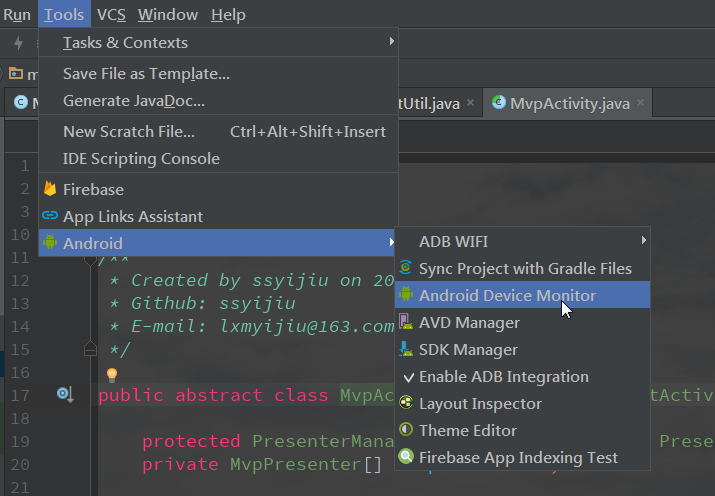 Run Tools VCS Window Help
Tasks & Contexts
Save File as Template...
Generate JavaDoc...
New Scratch File... Ctrl+Alt+Shift+Insert
IDE Scripting Console
Firebase
App Links Assistant
Android
ADB WIFI
Sync Project with Gradle Files
Android Device Monitor
AVD Manager
SDK Manager
Enable ADB Integration
Layout Inspector
Theme Editor
Firebase App Indexing Test
m
C M
tUtil.java × C MvpActivity.java ×
1
2
3
10
11 /**
12 * Created by ssyijiu on 20
13 * Github: ssyijiu
14 * E-mail: lxmyijiu@163.com
15 */
16
17 public abstract class MvpAc tActiv
18
19 protected PresenterMana Prese
20 private MvpPresenter[]
21